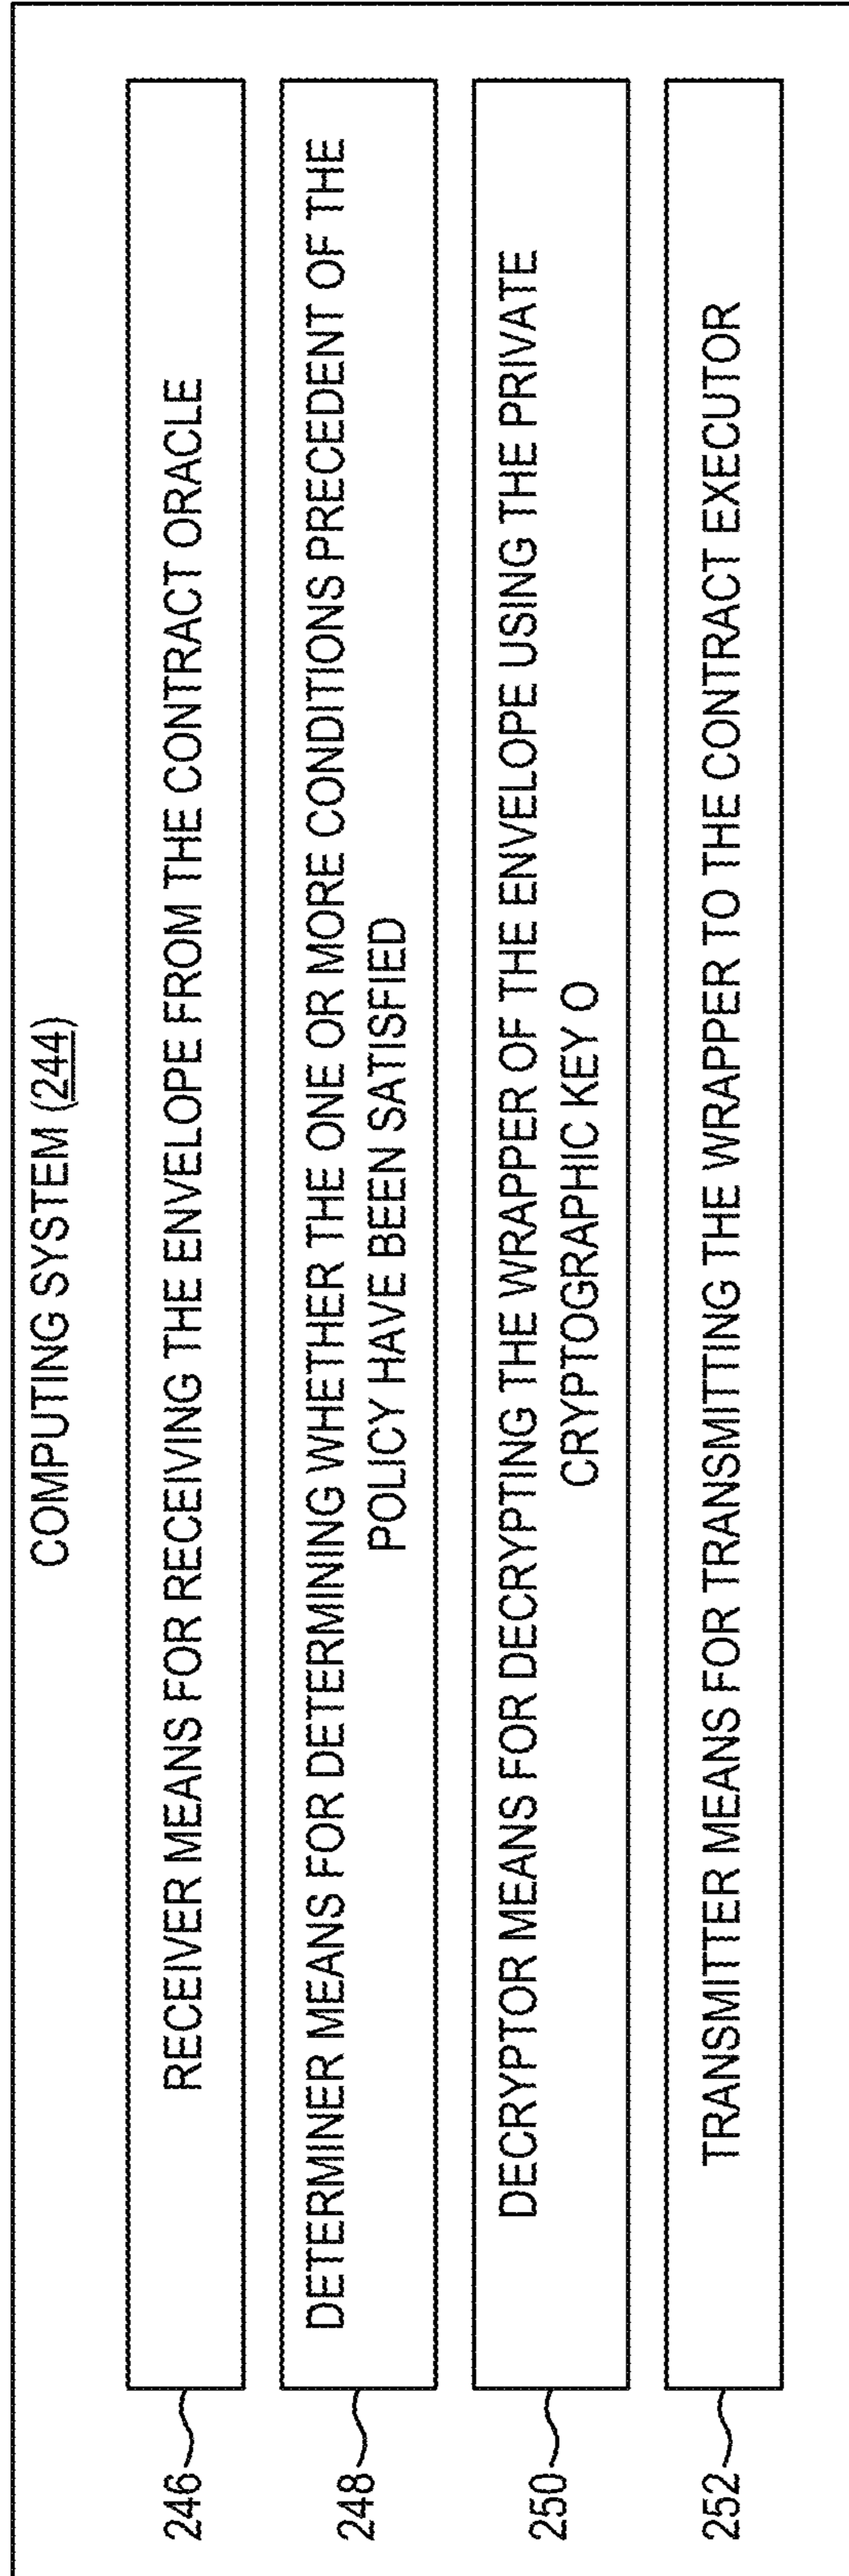 COMPUTING SYSTEM (244)
246
RECEIVER MEANS FOR RECEIVING THE ENVELOPE FROM THE CONTRACT ORACLE
248
DETERMINER MEANS FOR DETERMINING WHETHER THE ONE OR MORE CONDITIONS PRECEDENT OF THE
POLICY HAVE BEEN SATISFIED
250
DECRYPTOR MEANS FOR DECRYPTING THE WRAPPER OF THE ENVELOPE USING THE PRIVATE
CRYPTOGRAPHIC KEY O
252
TRANSMITTER MEANS FOR TRANSMITTING THE WRAPPER TO THE CONTRACT EXECUTOR